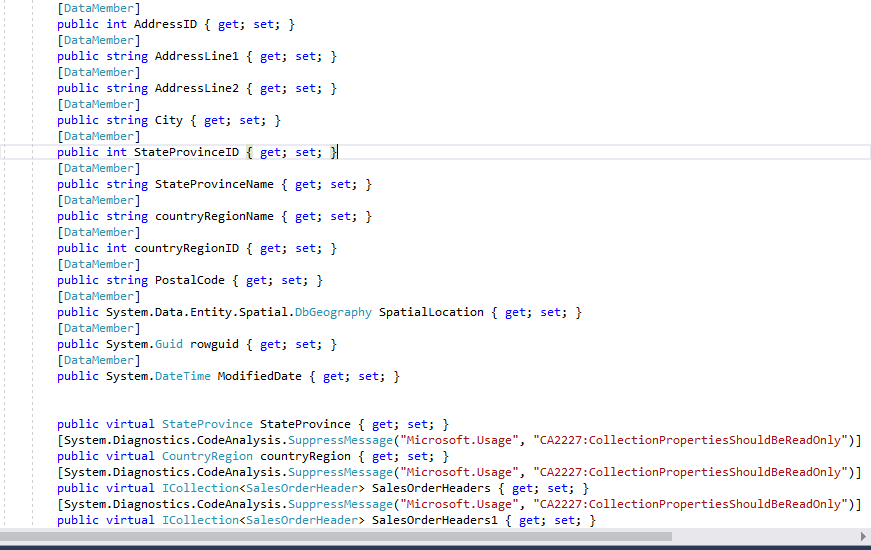 [DataMember]
public int AddressID { get; set; }
[DataMember]
public string AddressLine1 { get; set; }
[DataMember]
public string AddressLine2 { get; set; }
[DataMember]
public string City { get; set; }
[DataMember]
public int StateProvinceID { get; set; }
[DataMember]
public string StateProvinceName { get; set; }
[DataMember]
public string countryRegionName { get; set; }
[DataMember]
public int countryRegionID { get; set; }
[DataMember]
public string PostalCode { get; set; }
[DataMember]
public System.Data.Entity.Spatial.DbGeography SpatialLocation { get; set; }
[DataMember]
public System.Guid rowguid { get; set; }
[DataMember]
public System.DateTime ModifiedDate { get; set; }
public virtual StateProvince StateProvince { get; set; }
[System.Diagnostics.CodeAnalysis.SuppressMessage("Microsoft.Usage", "CA2227:CollectionPropertiesShouldBeReadOnly")]
public virtual CountryRegion countryRegion { get; set; }
[System.Diagnostics.CodeAnalysis.SuppressMessage("Microsoft.Usage", "CA2227:CollectionPropertiesShouldBeReadOnly")]
public virtual ICollection<SalesOrderHeader> SalesOrderHeaders { get; set; }
[System.Diagnostics.CodeAnalysis.SuppressMessage("Microsoft.Usage", "CA2227:CollectionPropertiesShouldBeReadOnly")]
public virtual ICollection<SalesOrderHeader> SalesOrderHeaders1 { get; set; }